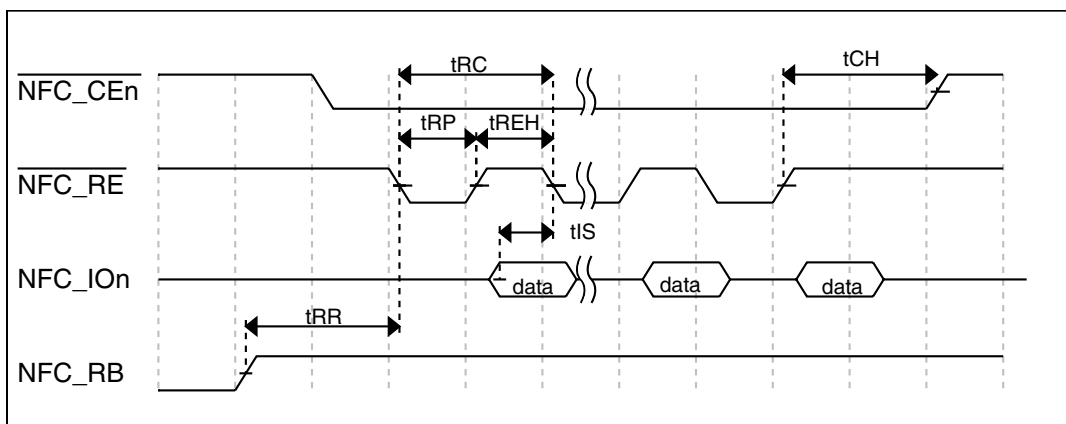 tRC
tCH
NFC_CEn
tRP
tREH
NFC_RE
tIS
NFC_IOn
data
data
data
tRR
NFC_RB